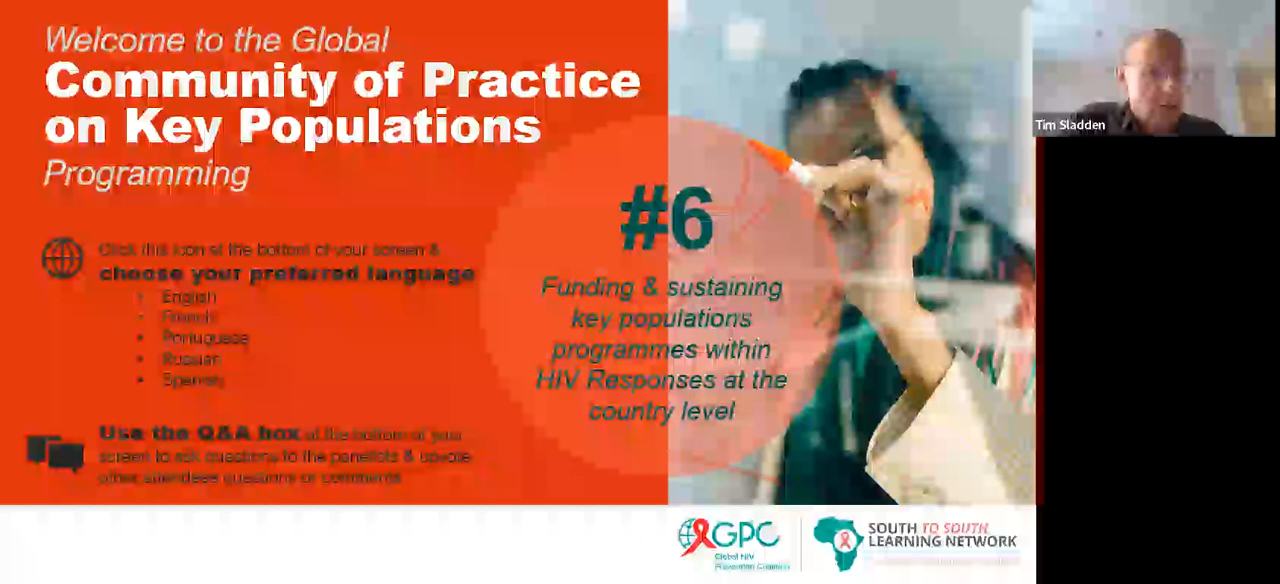 Welcome to the Global
Community of Practice
on Key Populations
Programming
Click this icon at the bottom of your screen &
choose your preferred language
• English
• French
• Portuguese
• Russian
• Spanish
Use the Q&A box at the bottom of your
screen to ask questions to the panelists & upvote
other attendees questions or comments
#6
Funding & sustaining
key populations
programmes within
HIV Responses at the
country level
Tim Sladden
GPC
Global HIV
Prevention Coalition
SOUTH TO SOUTH
LEARNING NETWORK